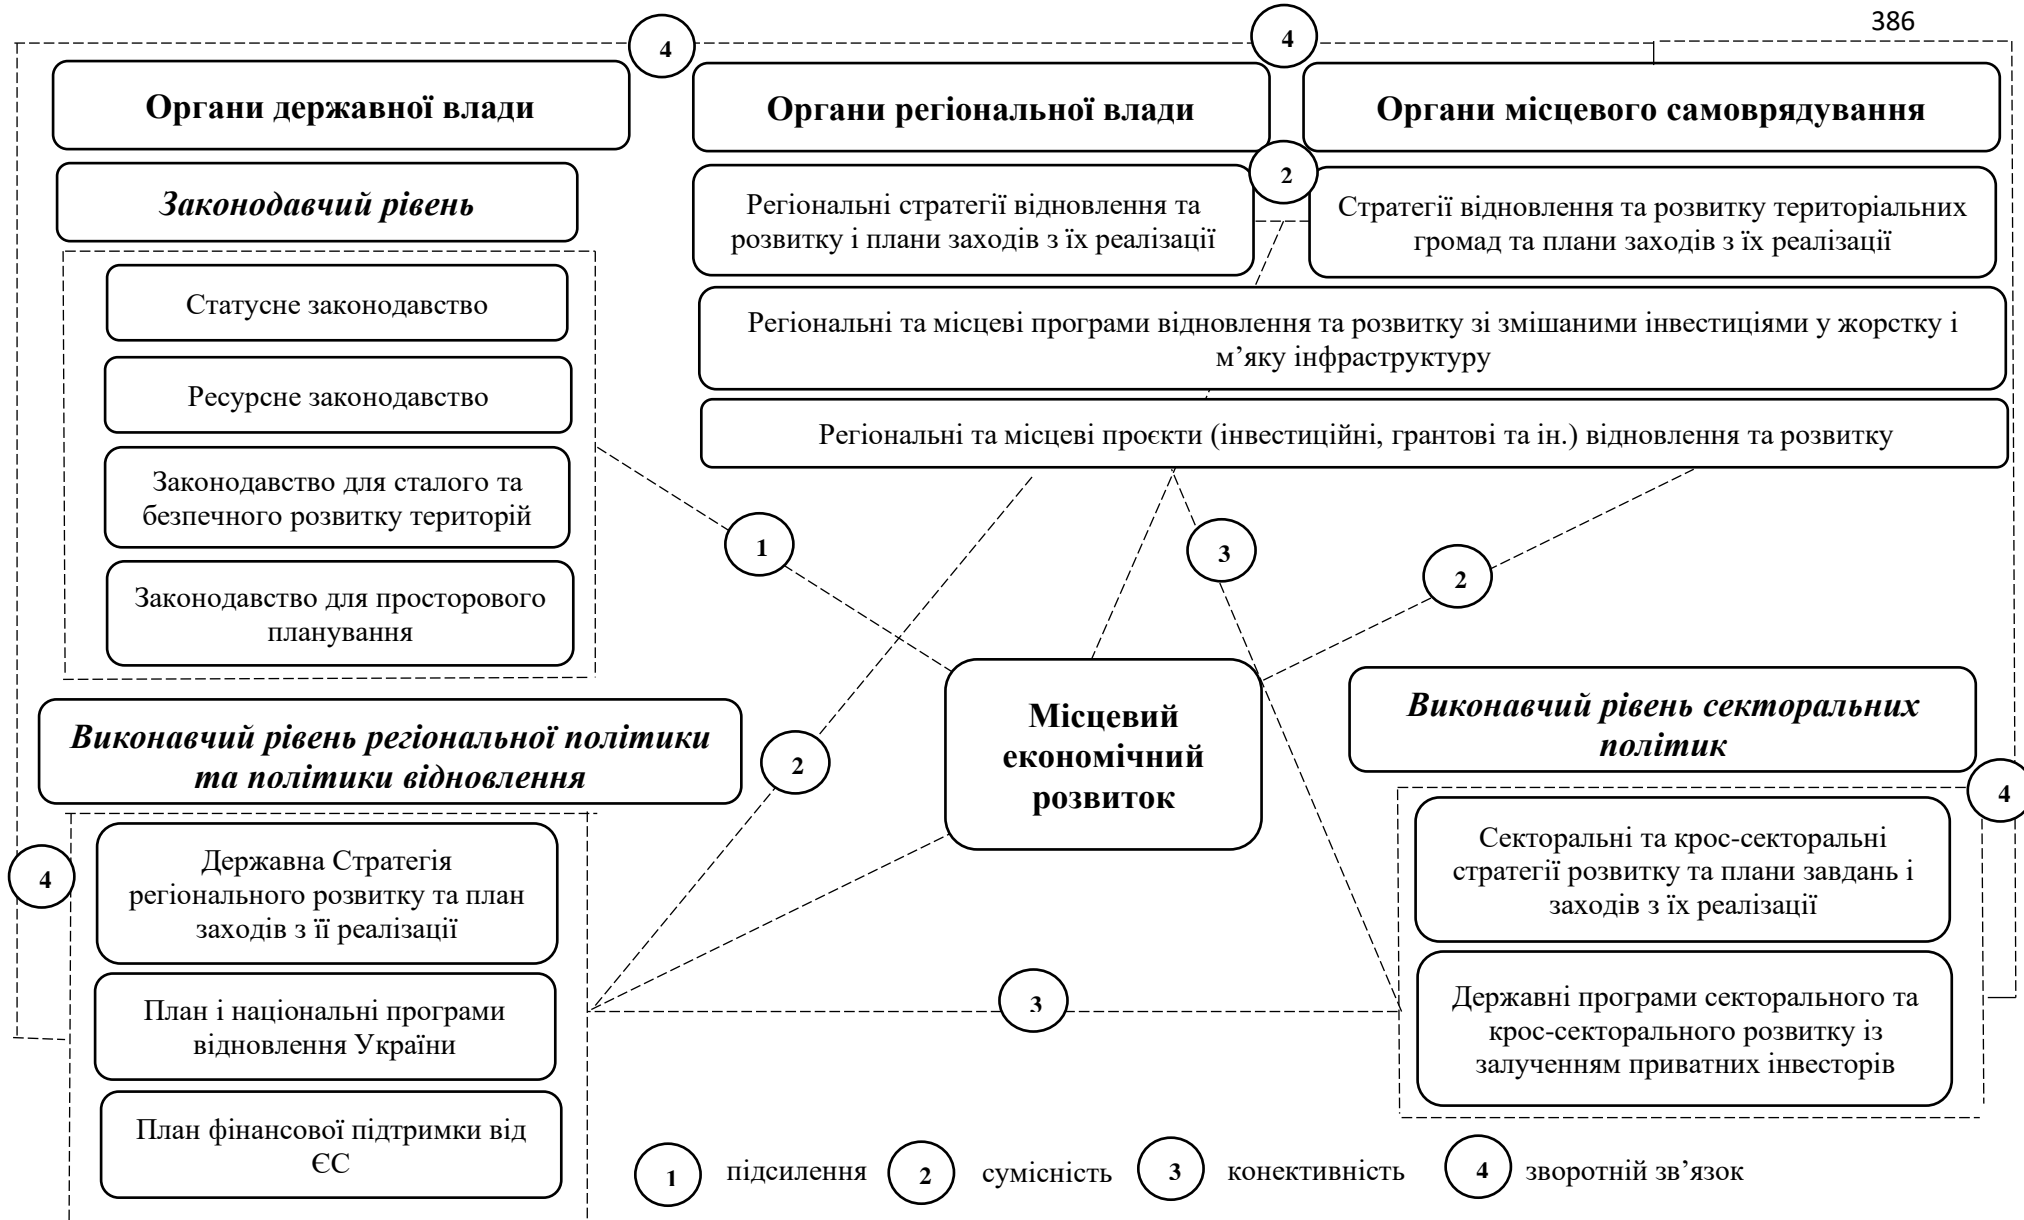 386
4
4
Органи державної влади
Органи регіональної влади
Органи місцевого самоврядування
Законодавчий рівень
2
Регіональні стратегії відновлення та
розвитку і плани заходів з їх реалізації
Стратегії відновлення та розвитку територіальних
громад та плани заходів з їх реалізації
Статусне законодавство
Ресурсне законодавство
Законодавство для сталого та
безпечного розвитку територій
Законодавство для просторового
планування
Регіональні та місцеві програми відновлення та розвитку зі змішаними інвестиціями у жорстку і
м’яку інфраструктуру
Регіональні та місцеві проєкти (інвестиційні, грантові та ін.) відновлення та розвитку
1
3
2
2
Місцевий
економічний
розвиток
Виконавчий рівень регіональної політики
та політики відновлення
4
Державна Стратегія
регіонального розвитку та план
заходів з її реалізації
План і національні програми
відновлення України
План фінансової підтримки від
ЄС
3
Виконавчий рівень секторальних
політик
4
Секторальні та крос-секторальні
стратегії розвитку та плани завдань і
заходів з їх реалізації
Державні програми секторального та
крос-секторального розвитку із
залученням приватних інвесторів
1 підсилення 2 сумісність 3 конективність 4 зворотній зв’язок